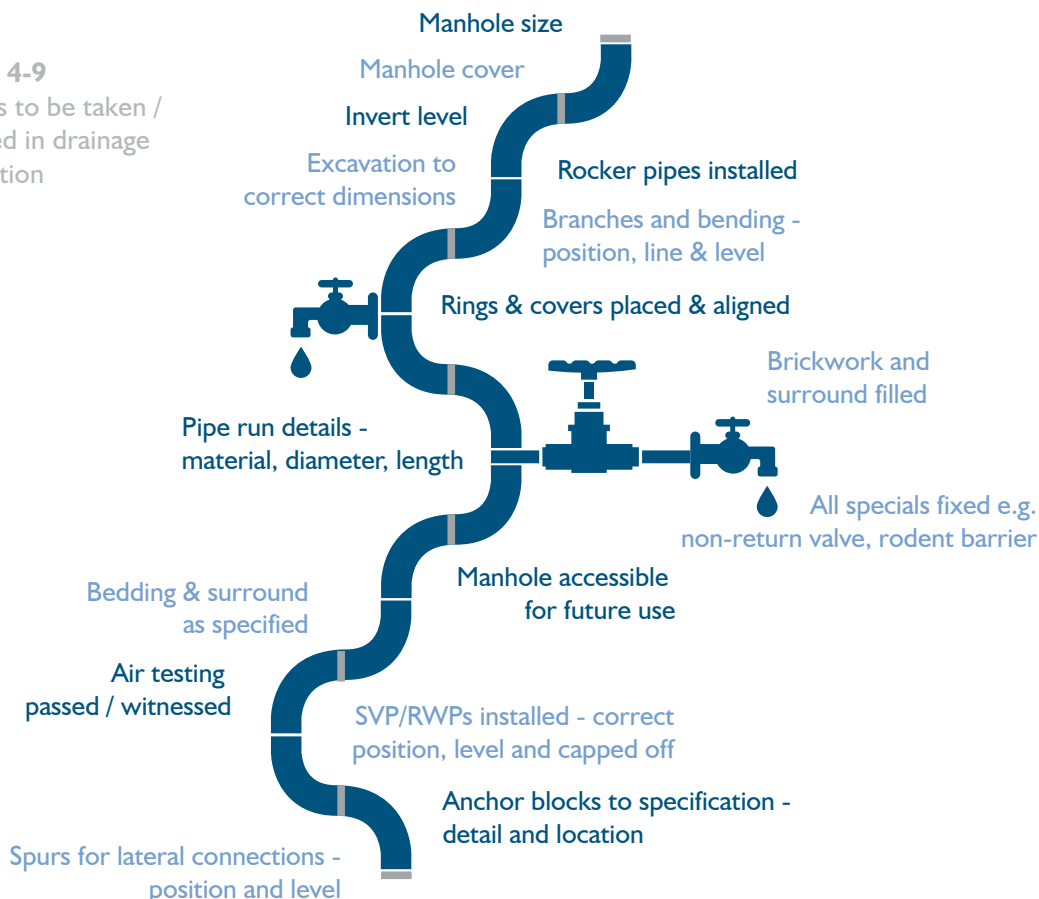 Manhole size
Manhole cover
4-9
s to be taken /
ed in drainage
tion
Invert level
Excavation to
correct dimensions
Rocker pipes installed
Branches and bending -
position, line & level
Rings & covers placed & aligned
Brickwork and
surround filled
Pipe run details -
material, diameter, length
All specials fixed e.g.
non-return valve, rodent barrier
Manhole accessible
for future use
Bedding & surround
as specified
Air testing
passed / witnessed
SVP/RWPs installed - correct
position, level and capped off
Anchor blocks to specification -
detail and location
Spurs for lateral connections -
position and level